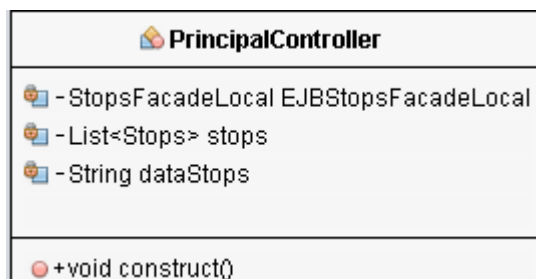 PrincipalController
-StopsFacadeLocal EJBStopsFacadeLocal
-List<Stops> stops
-String dataStops
+void construct()